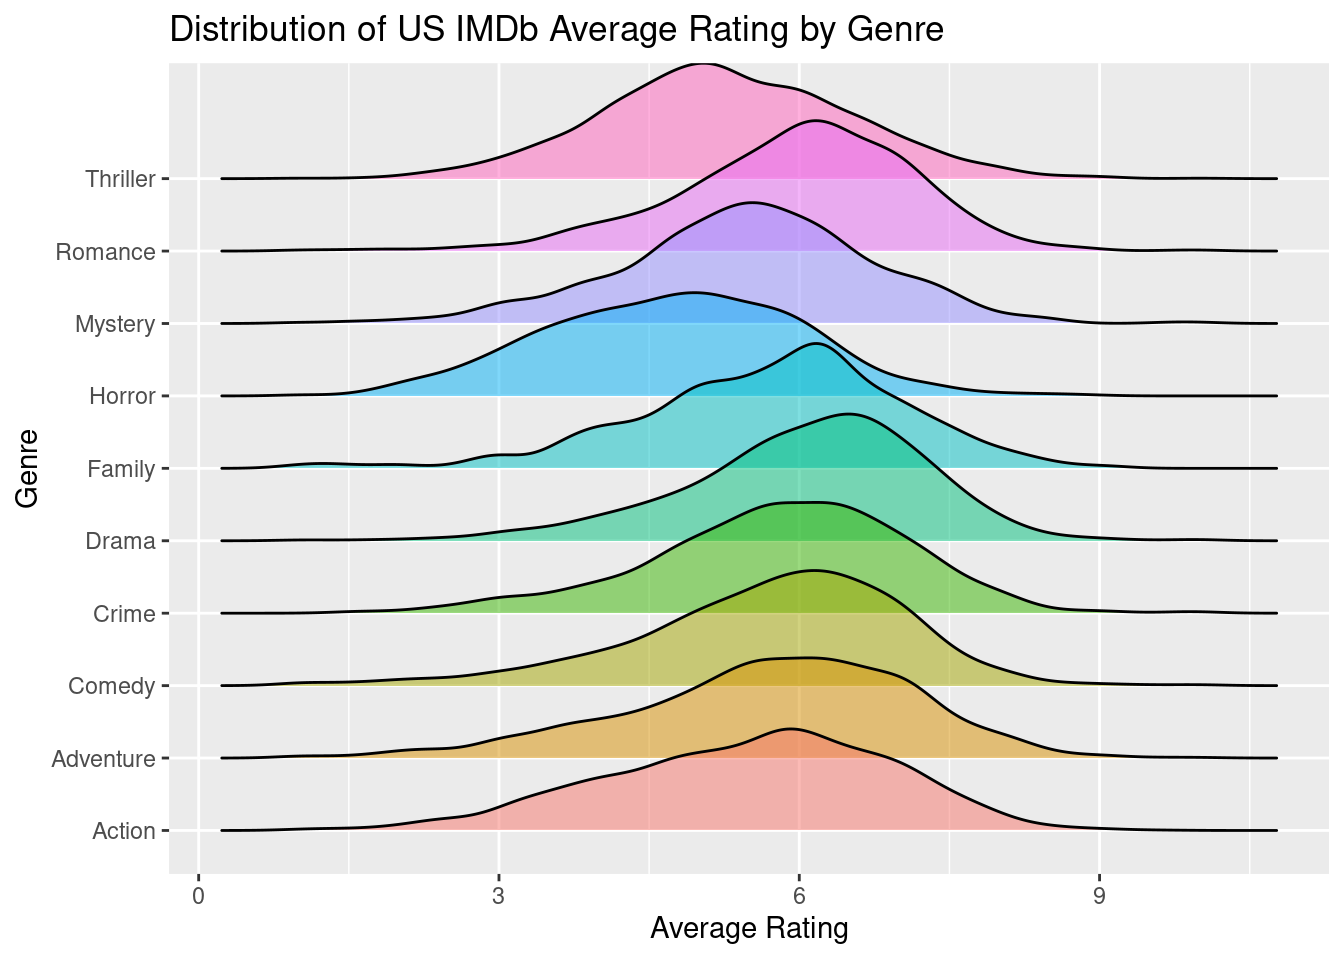 Distribution of US IMDb Average Rating by Genre
Genre
Thriller
Romance
Mystery
Horror
Family
Drama
Crime
Comedy
Adventure
Action
0 3 6 9
Average Rating